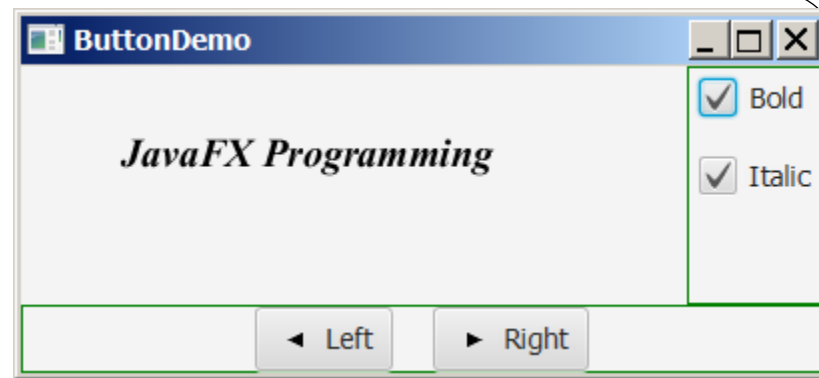 ButtonDemo
Bold
JavaFX Programming
Italic
Left
Right